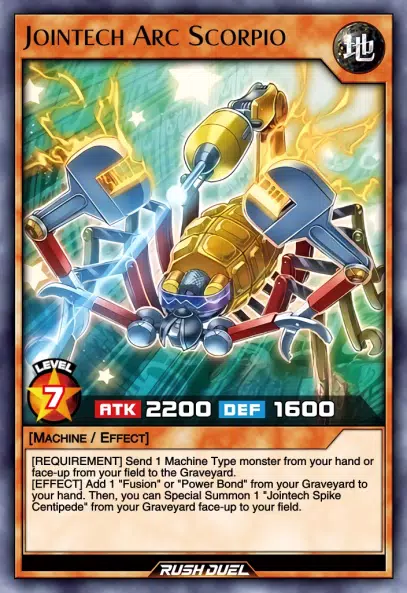 Jointech Arc Scorpio
地
LEVEL
7
ATK 2200 DEF 1600
[Machine / Effect]
[REQUIREMENT] Send 1 Machine Type monster from your hand or
face-up from your field to the Graveyard.
[EFFECT] Add 1 "Fusion" or "Power Bond" from your Graveyard to
your hand. Then, you can Special Summon 1 "Jointech Spike
Centipede" from your Graveyard face-up to your field.
RUSH DUEL